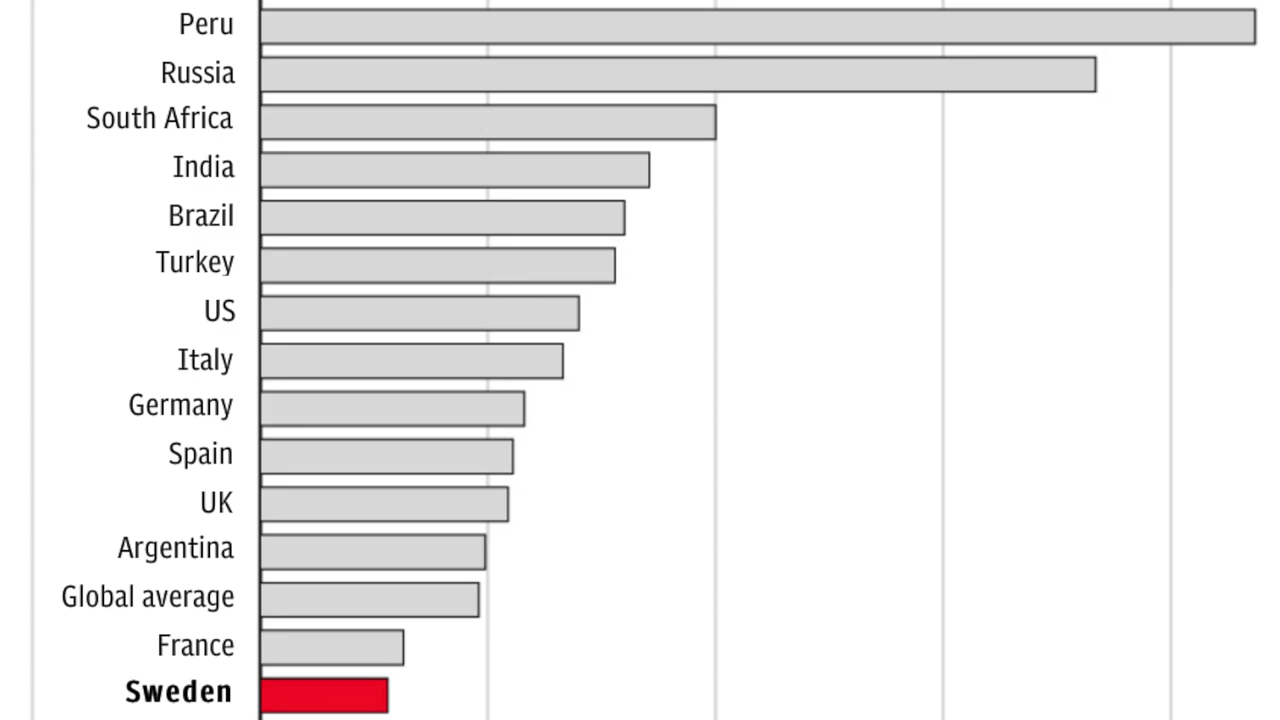 Peru
Russia
South Africa
India
Brazil
Turkey
US
Italy
Germany
Spain
UK
Argentina
Global average
France
Sweden